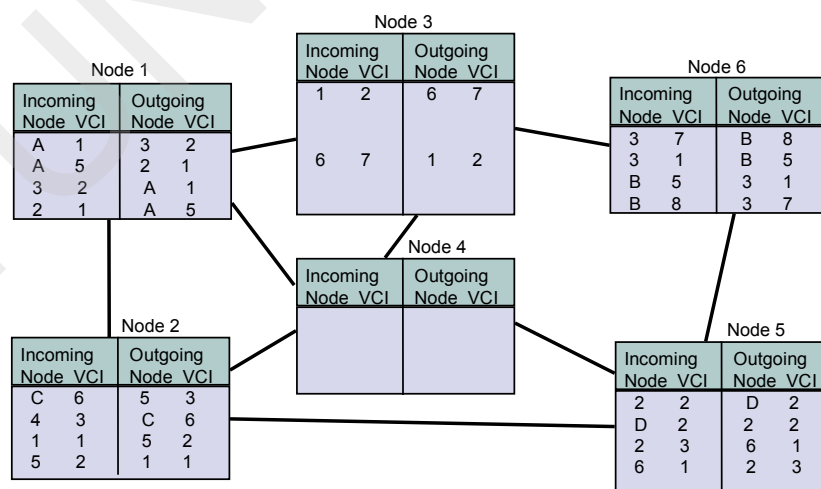 Node 3
Incoming Outgoing
Node VCI Node VCI
1 2 6 7
6 7 1 2
Node 1
Incoming Outgoing
Node VCI Node VCI
A 1 3 2
A 5 2 1
3 2 A 1
2 1 A 5
Node 6
Incoming Outgoing
Node VCI Node VCI
3 7 B 8
3 1 B 5
B 5 3 1
B 8 3 7
Node 4
Incoming Outgoing
Node VCI Node VCI
Node 2
Incoming Outgoing
Node VCI Node VCI
C 6 5 3
4 3 C 6
1 1 5 2
5 2 1 1
Node 5
Incoming Outgoing
Node VCI Node VCI
2 2 D 2
D 2 2 2
2 3 6 1
6 1 2 3